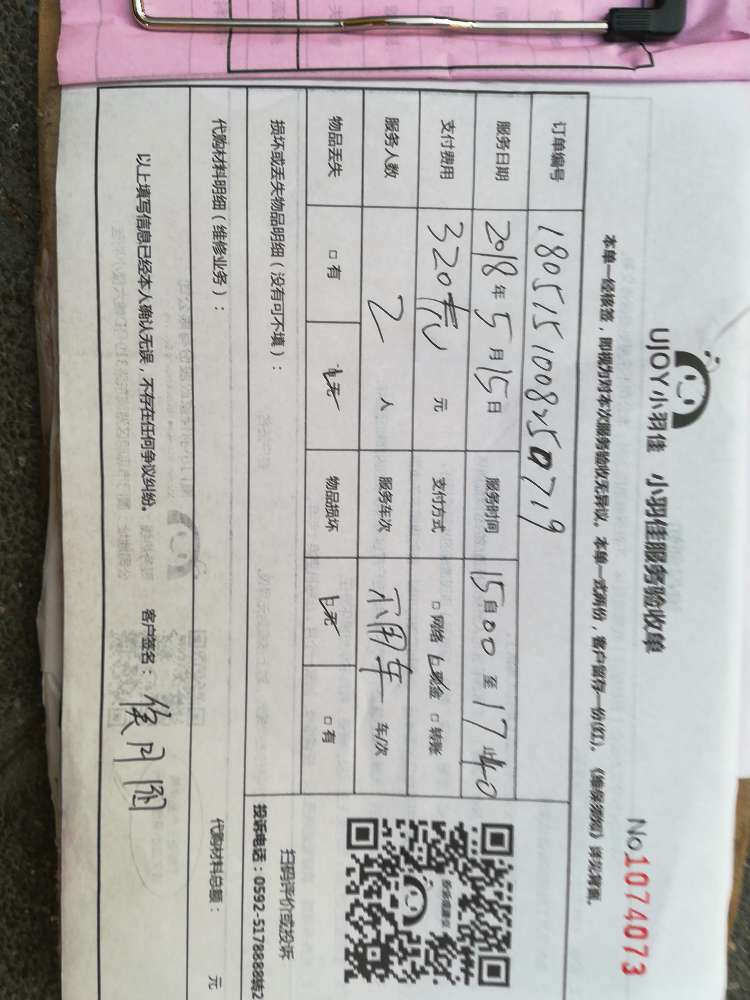 UJOY小羽佳 小羽佳服务验收单
No.1074073
本单一经核签，即视为对本次服务验收无异议。本单一式两份，客户留存一份(红)。《维保须知》详见背面。
订单编号 180515100825 0719
服务日期 2018年5月15日 服务时间 15时00至17时40
支付费用 320元 元 支付方式 □网络 □现金 □转账
服务人数 2 人 服务车次 不用车 车/次
物品丢失 □有 □无 物品损坏 □无 □有
损坏或丢失物品明细（没有可不填）：
扫码评价或投诉
投诉电话：0592-5178888转2
代购材料明细（维修业务）： 代购材料总额： 元
以上填写信息已经本人确认无误，不存在任何争议纠纷。 客户签名：